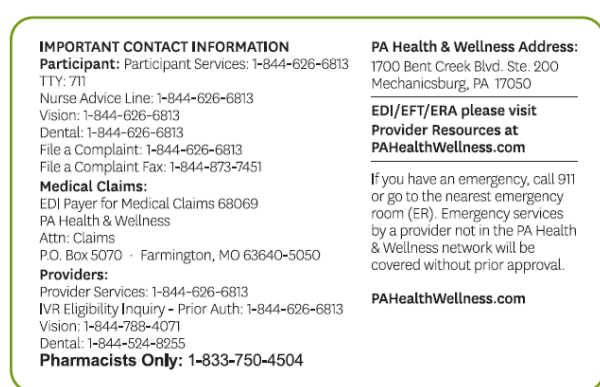 IMPORTANT CONTACT INFORMATION
Participant: Participant Services: 1-844-626-6813
TTY: 711
Nurse Advice Line: 1-844-626-6813
Vision: 1-844-626-6813
Dental: 1-844-626-6813
File a Complaint: 1-844-626-6813
File a Complaint Fax: 1-844-873-7451
Medical Claims:
EDI Payer for Medical Claims 68069
PA Health & Wellness
Attn: Claims
P.O. Box 5070 · Farmington, MO 63640-5050
Providers:
Provider Services: 1-844-626-6813
IVR Eligibility Inquiry - Prior Auth: 1-844-626-6813
Vision: 1-844-788-4071
Dental: 1-844-524-8255
Pharmacists Only: 1-833-750-4504
PA Health & Wellness Address:
1700 Bent Creek Blvd. Ste. 200
Mechanicsburg, PA 17050
EDI/EFT/ERA please visit
Provider Resources at
PAHealthWellness.com
If you have an emergency, call 911
or go to the nearest emergency
room (ER). Emergency services
by a provider not in the PA Health
& Wellness network will be
covered without prior approval.
PAHealthWellness.com